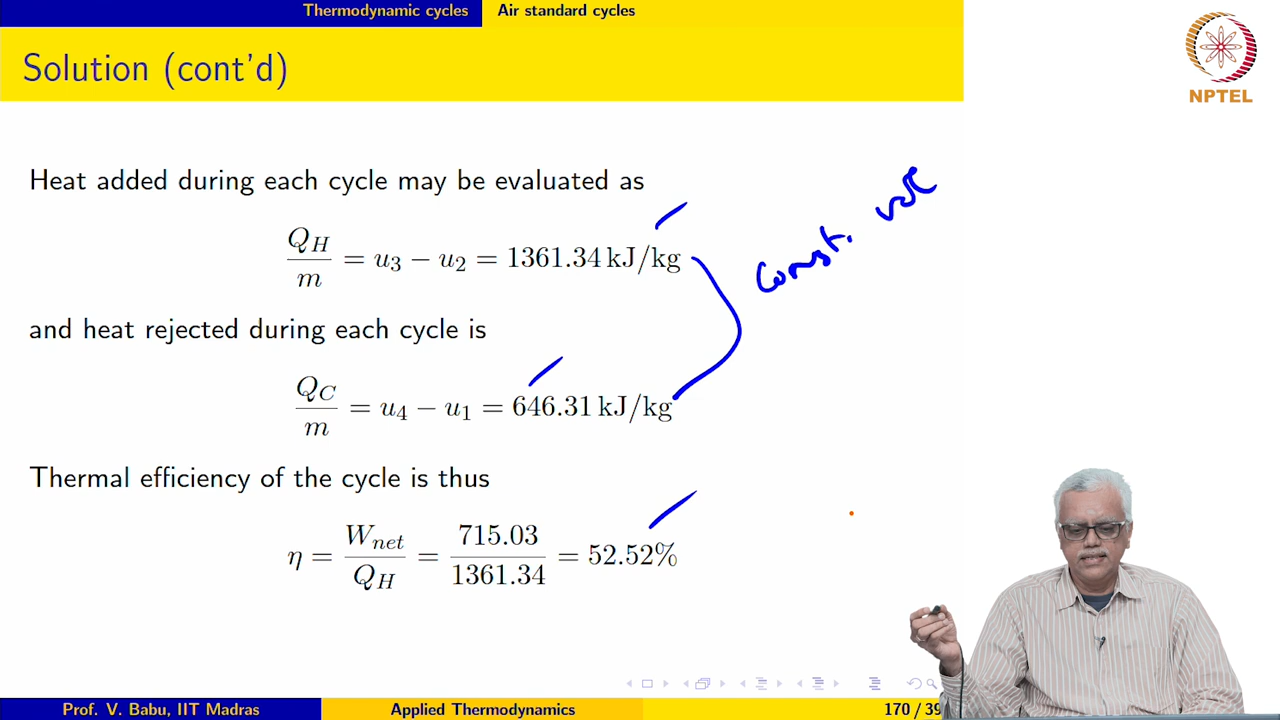 Thermodynamic cycles Air standard cycles
Solution (cont'd)
NPTEL
Heat added during each cycle may be evaluated as
Q_H/m = u_3 − u_2 = 1361.34 kJ/kg
const. vol
and heat rejected during each cycle is
Q_C/m = u_4 − u_1 = 646.31 kJ/kg
Thermal efficiency of the cycle is thus
η = W_net/Q_H = 715.03/1361.34 = 52.52%
Prof. V. Babu, IIT Madras Applied Thermodynamics 170 / 39